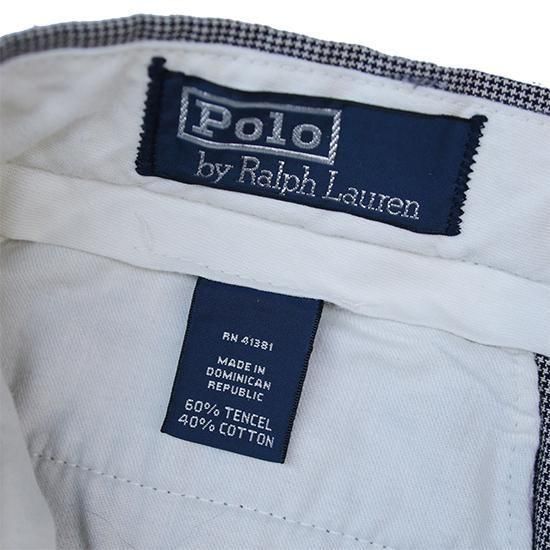 Polo
by Ralph Lauren
RN 41381
MADE IN
DOMINICAN
REPUBLIC
60% TENCEL
40% COTTON